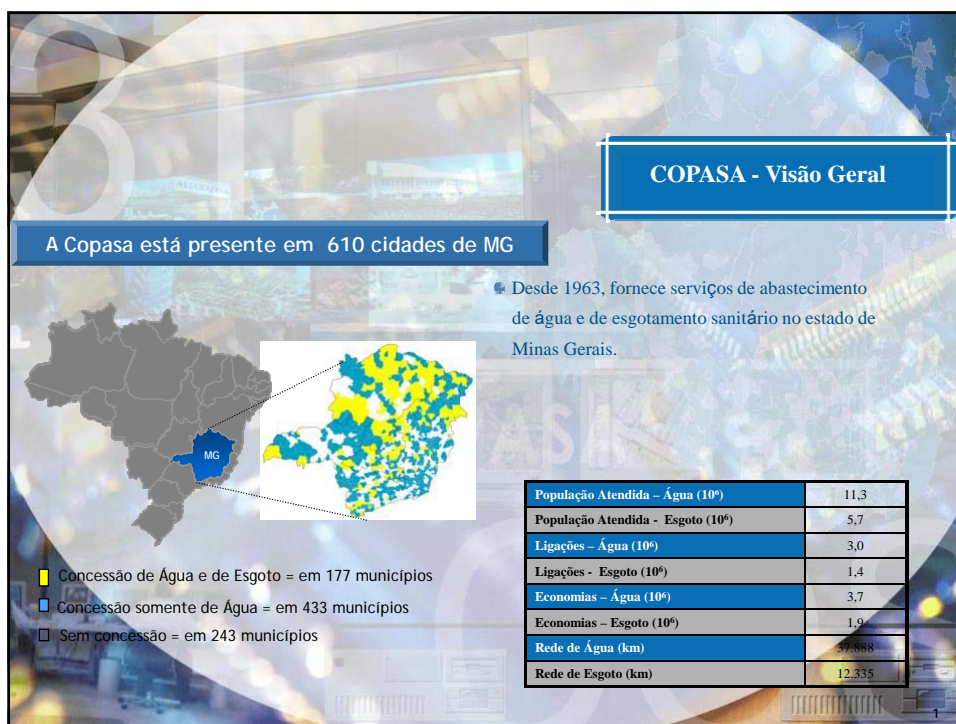 COPASA - Visão Geral
A Copasa está presente em 610 cidades de MG
Desde 1963, fornece serviços de abastecimento
de água e de esgotamento sanitário no estado de
Minas Gerais.
MG
Concessão de Água e de Esgoto = em 177 municípios
Concessão somente de Água = em 433 municípios
Sem concessão = em 243 municípios
População Atendida – Água (10⁶) 11,3
População Atendida - Esgoto (10⁶) 5,7
Ligações – Água (10⁶) 3,0
Ligações - Esgoto (10⁶) 1,4
Economias – Água (10⁶) 3,7
Economias – Esgoto (10⁶) 1,9
Rede de Água (km) 37.888
Rede de Esgoto (km) 12.335
1